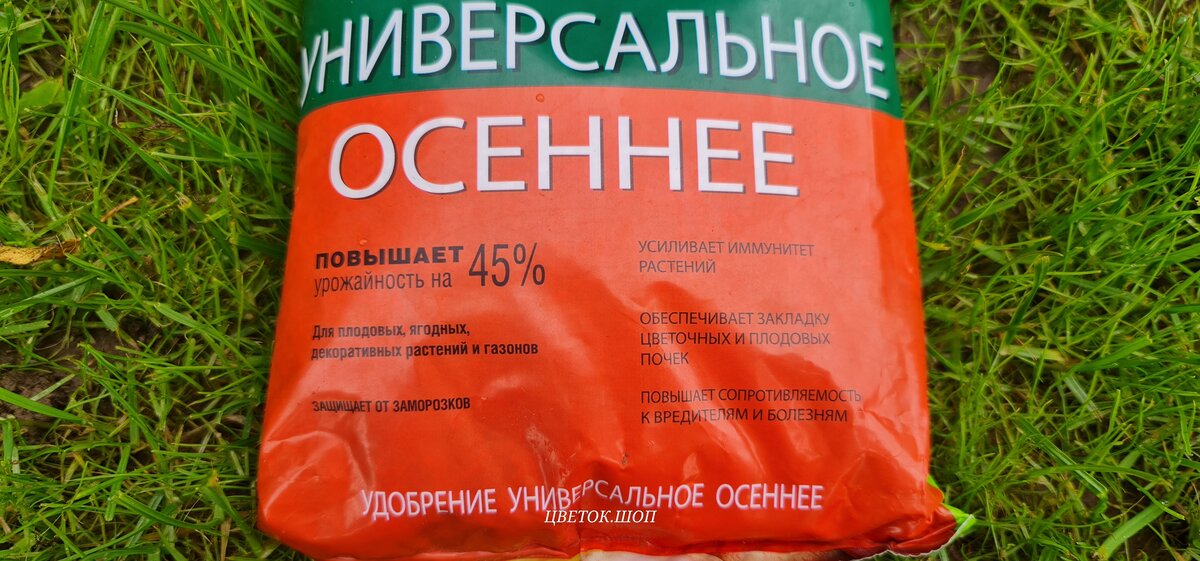 УНИВЕРСАЛЬНОЕ
ОСЕННЕЕ
ПОВЫШАЕТ
урожайность на 45%
Для плодовых, ягодных,
декоративных растений и газонов
ЗАЩИЩАЕТ ОТ ЗАМОРОЗКОВ
УСИЛИВАЕТ ИММУНИТЕТ
РАСТЕНИЙ
ОБЕСПЕЧИВАЕТ ЗАКЛАДКУ
ЦВЕТОЧНЫХ И ПЛОДОВЫХ
ПОЧЕК
ПОВЫШАЕТ СОПРОТИВЛЯЕМОСТЬ
К ВРЕДИТЕЛЯМ И БОЛЕЗНЯМ
УДОБРЕНИЕ УНИВЕРСАЛЬНОЕ ОСЕННЕЕ
ЦВЕТОК.ШОП